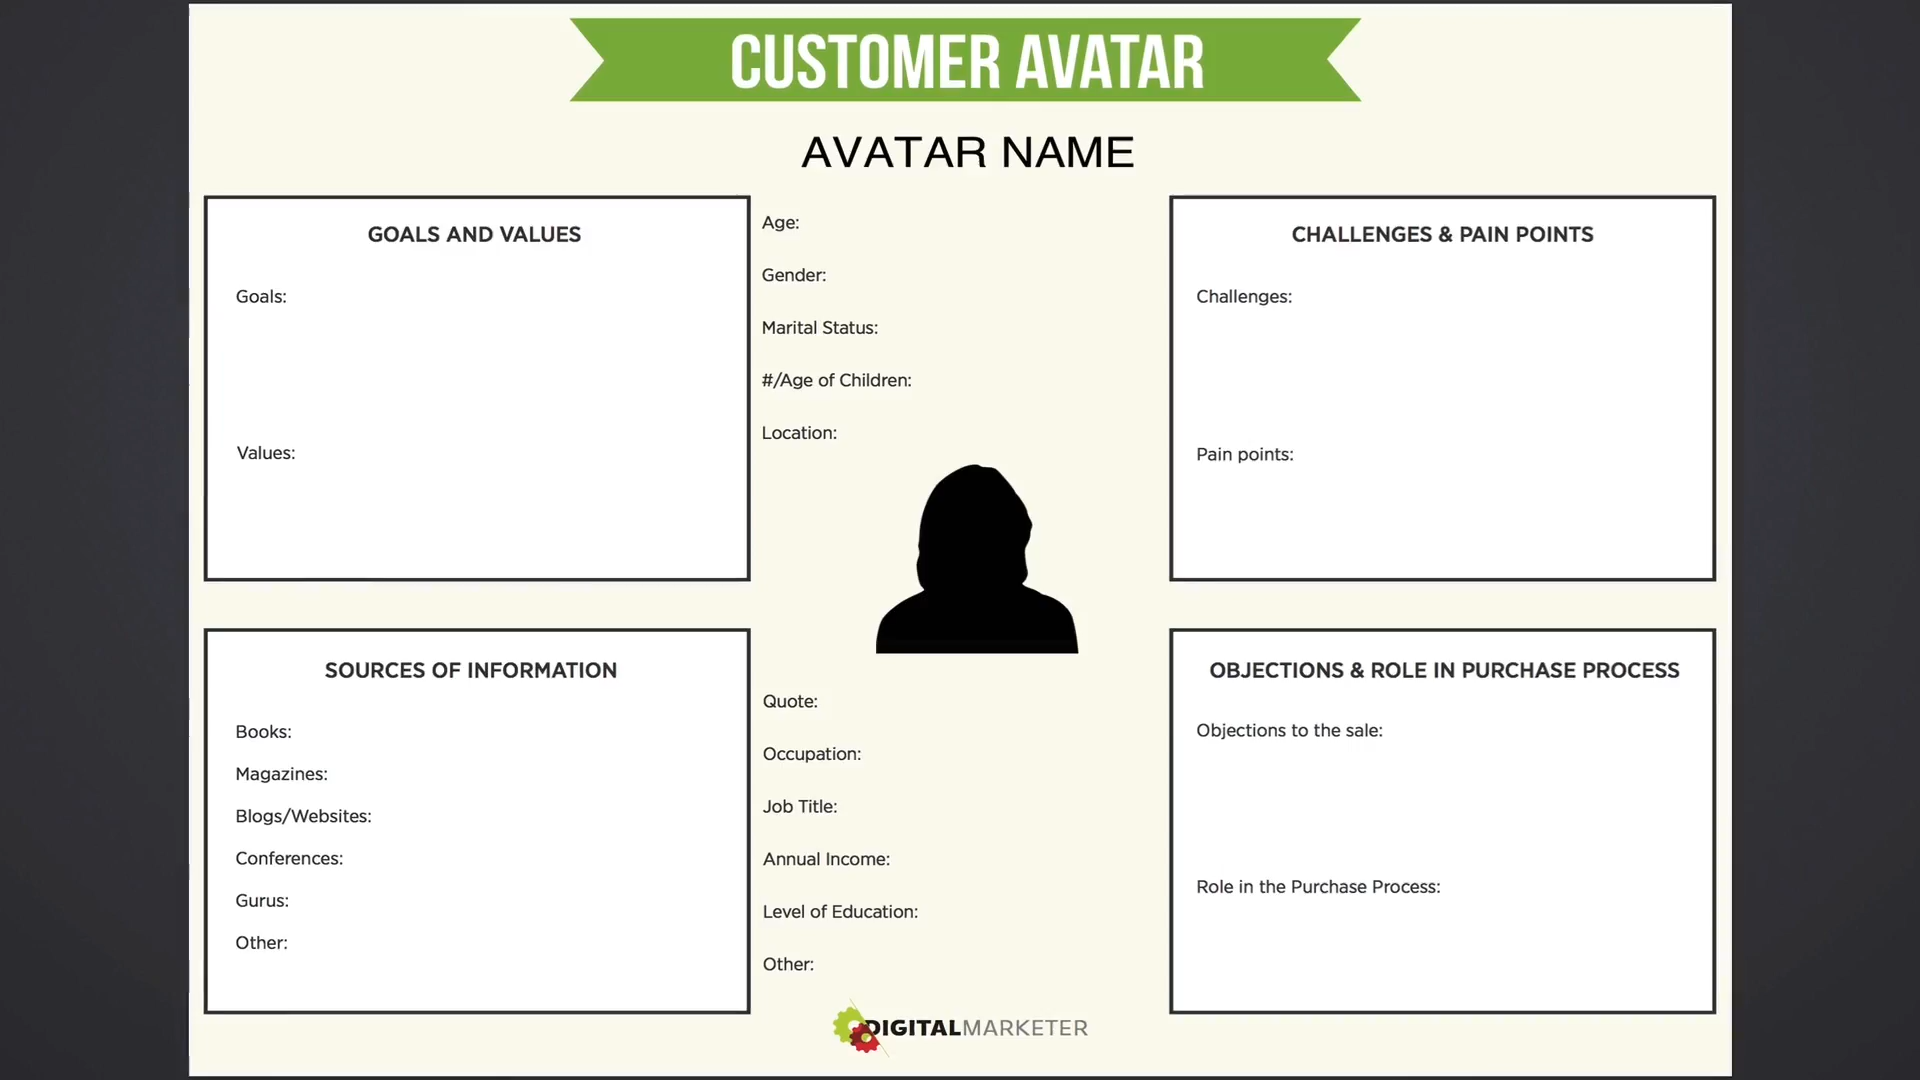 CUSTOMER AVATAR
AVATAR NAME
GOALS AND VALUES
Goals:
Values:
Age:
Gender:
Marital Status:
#/Age of Children:
Location:
CHALLENGES & PAIN POINTS
Challenges:
Pain points:
SOURCES OF INFORMATION
Books:
Magazines:
Blogs/Websites:
Conferences:
Gurus:
Other:
Quote:
Occupation:
Job Title:
Annual Income:
Level of Education:
Other:
OBJECTIONS & ROLE IN PURCHASE PROCESS
Objections to the sale:
Role in the Purchase Process:
DIGITALMARKETER